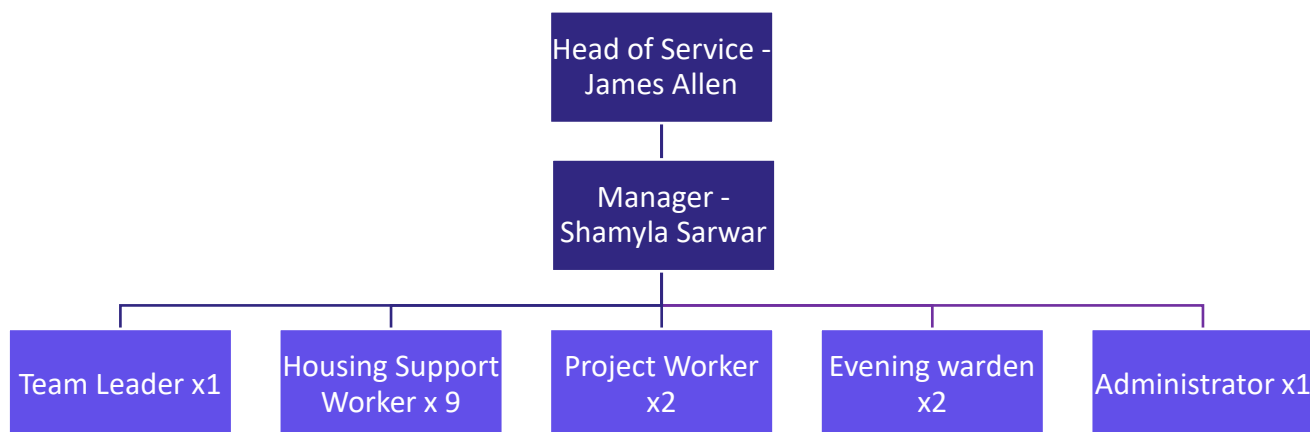 Head of Service -
James Allen
Manager -
Shamyla Sarwar
Team Leader x1
Housing Support
Worker x 9
Project Worker
x2
Evening warden
x2
Administrator x1